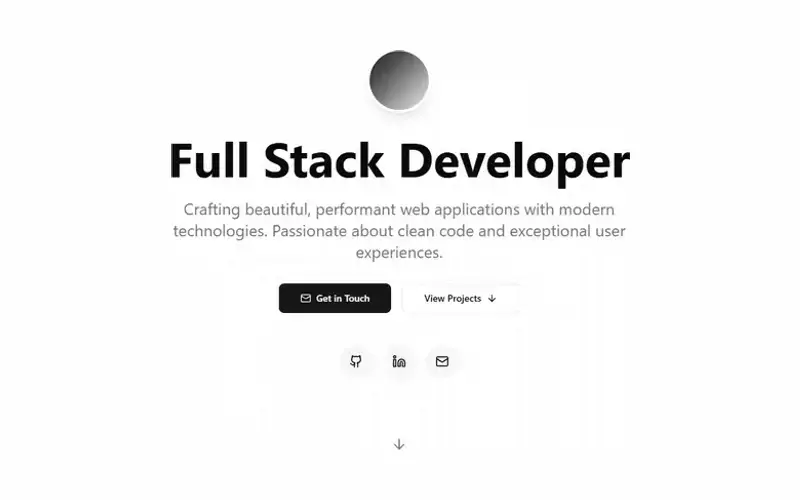 Full Stack Developer
Crafting beautiful, performant web applications with modern
technologies. Passionate about clean code and exceptional user
experiences.
Get in Touch
View Projects